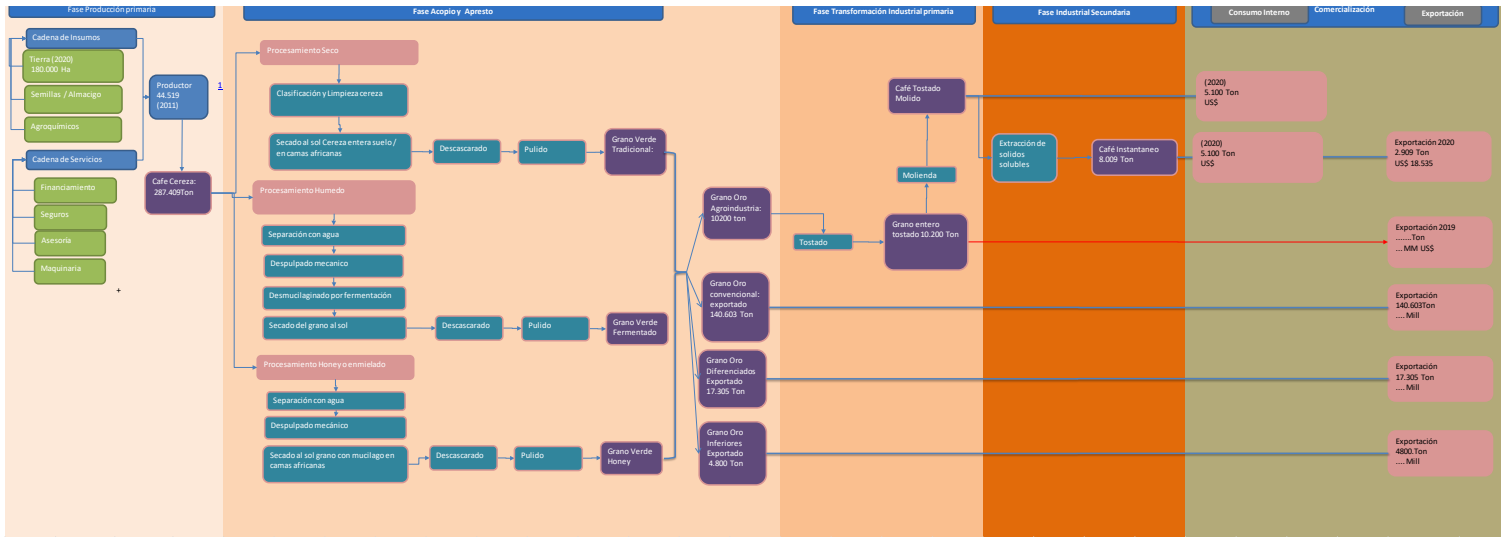 Fase Producción primaria
Fase Acopio y Apresto
Fase Transformación Industrial primaria
Fase Industrial Secundaria
Consumo Interno
Comercialización
Exportación
Cadena de Insumos
Tierra (2020)
180.000 Ha
Semillas / Almacigo
Agroquímicos
Cadena de Servicios
Financiamiento
Seguros
Asesoría
Maquinaria
+
Productor
44.519
(2011)
1
Cafe Cereza:
287.409Ton
Procesamiento Seco
Clasificación y Limpieza cereza
Secado al sol Cereza entera suelo /
en camas africanas
Descascarado
Pulido
Grano Verde
Tradicional:
Procesamiento Humedo
Separación con agua
Despulpado mecanico
Desmucilaginado por fermentación
Secado del grano al sol
Descascarado
Pulido
Grano Verde
Fermentado
Procesamiento Honey o enmielado
Separación con agua
Despulpado mecánico
Secado al sol grano con mucilago en
camas africanas
Descascarado
Pulido
Grano Verde
Honey
Grano Oro
Agroindustria:
10200 ton
Grano Oro
convencional:
exportado
140.603 Ton
Grano Oro
Diferenciados
Exportado
17.305 Ton
Grano Oro
Inferiores
Exportado
4.800 Ton
Tostado
Grano entero
tostado 10.200 Ton
Molienda
Café Tostado
Molido
Extracción de
solidos
solubles
Café Instantaneo
8.009 Ton
(2020)
5.100 Ton
US$
(2020)
5.100 Ton
US$
Exportación 2020
2.909 Ton
US$ 18.535
Exportación 2019
.......Ton
... MM US$
Exportación
140.603Ton
.... Mill
Exportación
17.305 Ton
.... Mill
Exportación
4800.Ton
.... Mill